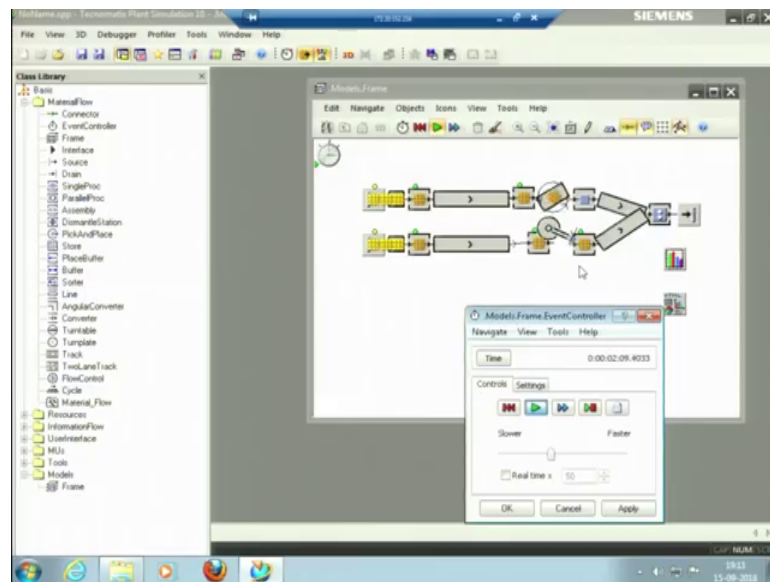 NoName.spp - Tecnomatix Plant Simulation 10
SIEMENS
File View 3D Debugger Profiler Tools Window Help
Class Library
Basis
MaterialFlow
Connector
EventController
Frame
Interface
Source
Drain
SingleProc
ParallelProc
Assembly
DismantleStation
PickAndPlace
Store
PlaceBuffer
Buffer
Sorter
Line
AngularConverter
Converter
Turntable
Turnplate
Track
TwoLaneTrack
FlowControl
Cycle
Material_Flow
Resources
InformationFlow
UserInterface
MUs
Tools
Models
Frame
.Models.Frame
Edit Navigate Objects Icons View Tools Help
.Models.Frame.EventController
Navigate View Tools Help
Time 0:00:02:09.4033
Controls Settings
Slower Faster
Real time x 50
OK Cancel Apply
CAP NUM
19:13
15-09-2018